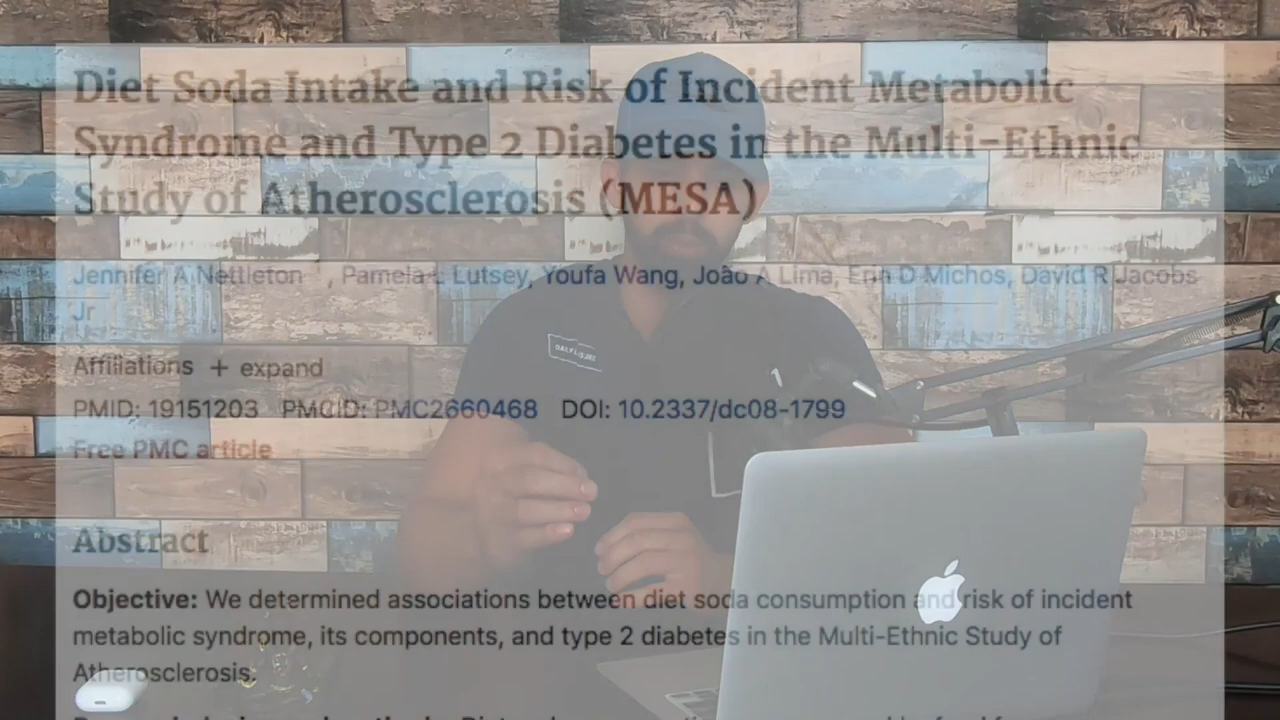 Diet Soda Intake and Risk of Incident Metabolic
Syndrome and Type 2 Diabetes in the Multi-Ethnic
Study of Atherosclerosis (MESA)
Jennifer A Nettleton , Pamela L Lutsey, Youfa Wang, João A Lima, Erin D Michos, David R Jacobs
Jr
Affiliations + expand
PMID: 19151203 PMCID: PMC2660468 DOI: 10.2337/dc08-1799
Free PMC article
Abstract
Objective: We determined associations between diet soda consumption and risk of incident
metabolic syndrome, its components, and type 2 diabetes in the Multi-Ethnic Study of
Atherosclerosis.